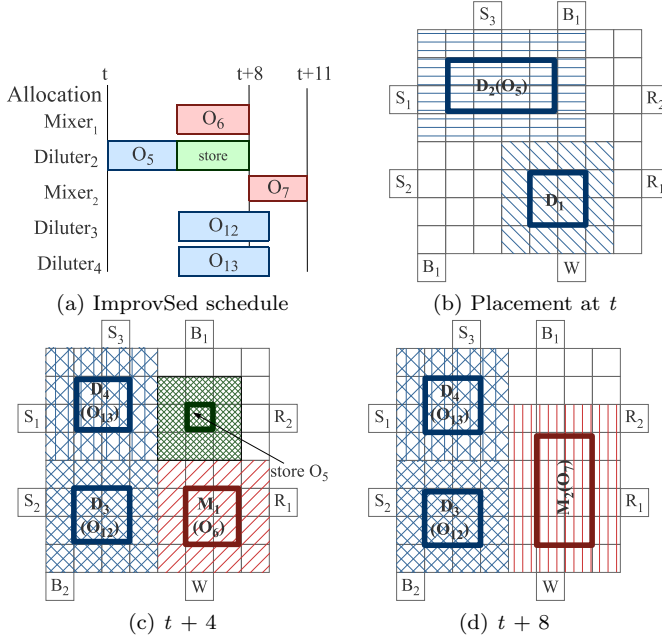 t t+8 t+11
Allocation
Mixer1 O6
Diluter2 O5 store
Mixer2 O7
Diluter3 O12
Diluter4 O13
(a) ImprovSed schedule
S3 B1
D2(O5)
S1 R2
S2 D1 R1
B1 W
(b) Placement at t
S3 B1
D4
(O13)
S1 R2
store O5
S2 R1
D3 M1
(O12) (O6)
B2 W
(c) t + 4
S3 B1
D4
(O13)
S1 R2
M2(O7)
S2 R1
D3
(O12)
B2 W
(d) t + 8